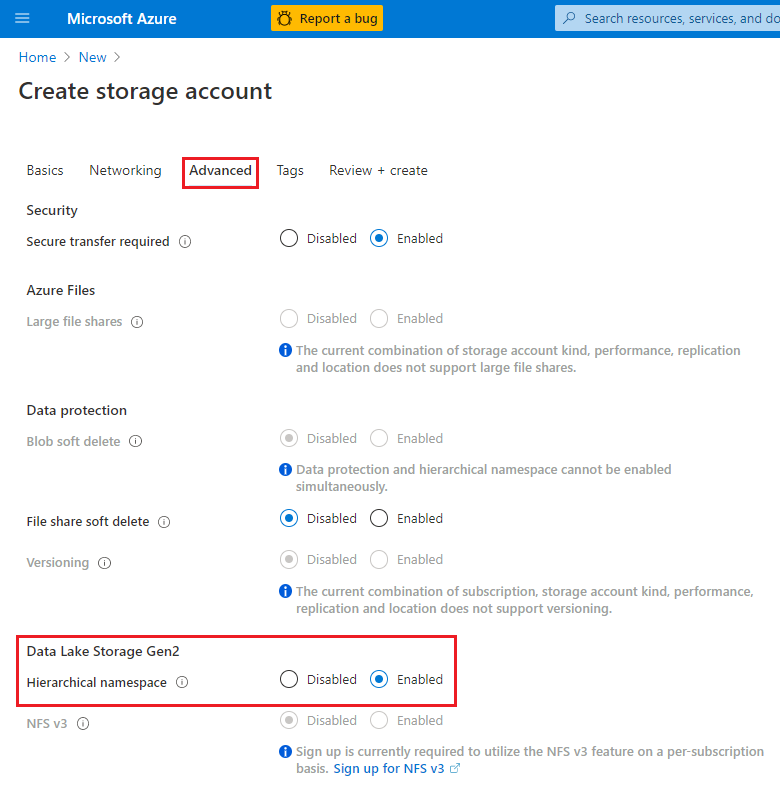 Microsoft Azure
Report a bug
Search resources, services, and do
Home > New >
Create storage account
Basics Networking Advanced Tags Review + create
Security
Secure transfer required Disabled Enabled
Azure Files
Large file shares Disabled Enabled
The current combination of storage account kind, performance, replication
and location does not support large file shares.
Data protection
Blob soft delete Disabled Enabled
Data protection and hierarchical namespace cannot be enabled
simultaneously.
File share soft delete Disabled Enabled
Versioning Disabled Enabled
The current combination of subscription, storage account kind, performance,
replication and location does not support versioning.
Data Lake Storage Gen2
Hierarchical namespace Disabled Enabled
NFS v3 Disabled Enabled
Sign up is currently required to utilize the NFS v3 feature on a per-subscription
basis. Sign up for NFS v3